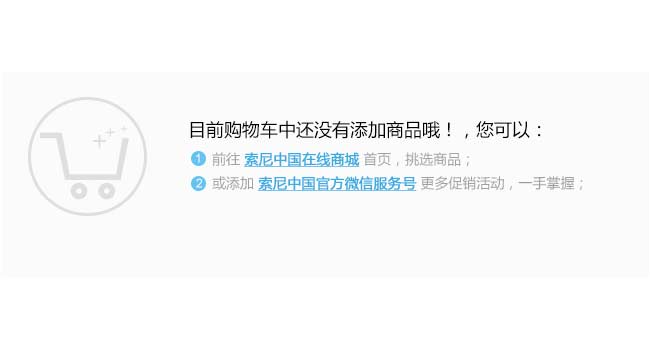 目前购物车中还没有添加商品哦！，您可以：
1 前往 索尼中国在线商城 首页，挑选商品；
2 或添加 索尼中国官方微信服务号 更多促销活动，一手掌握；